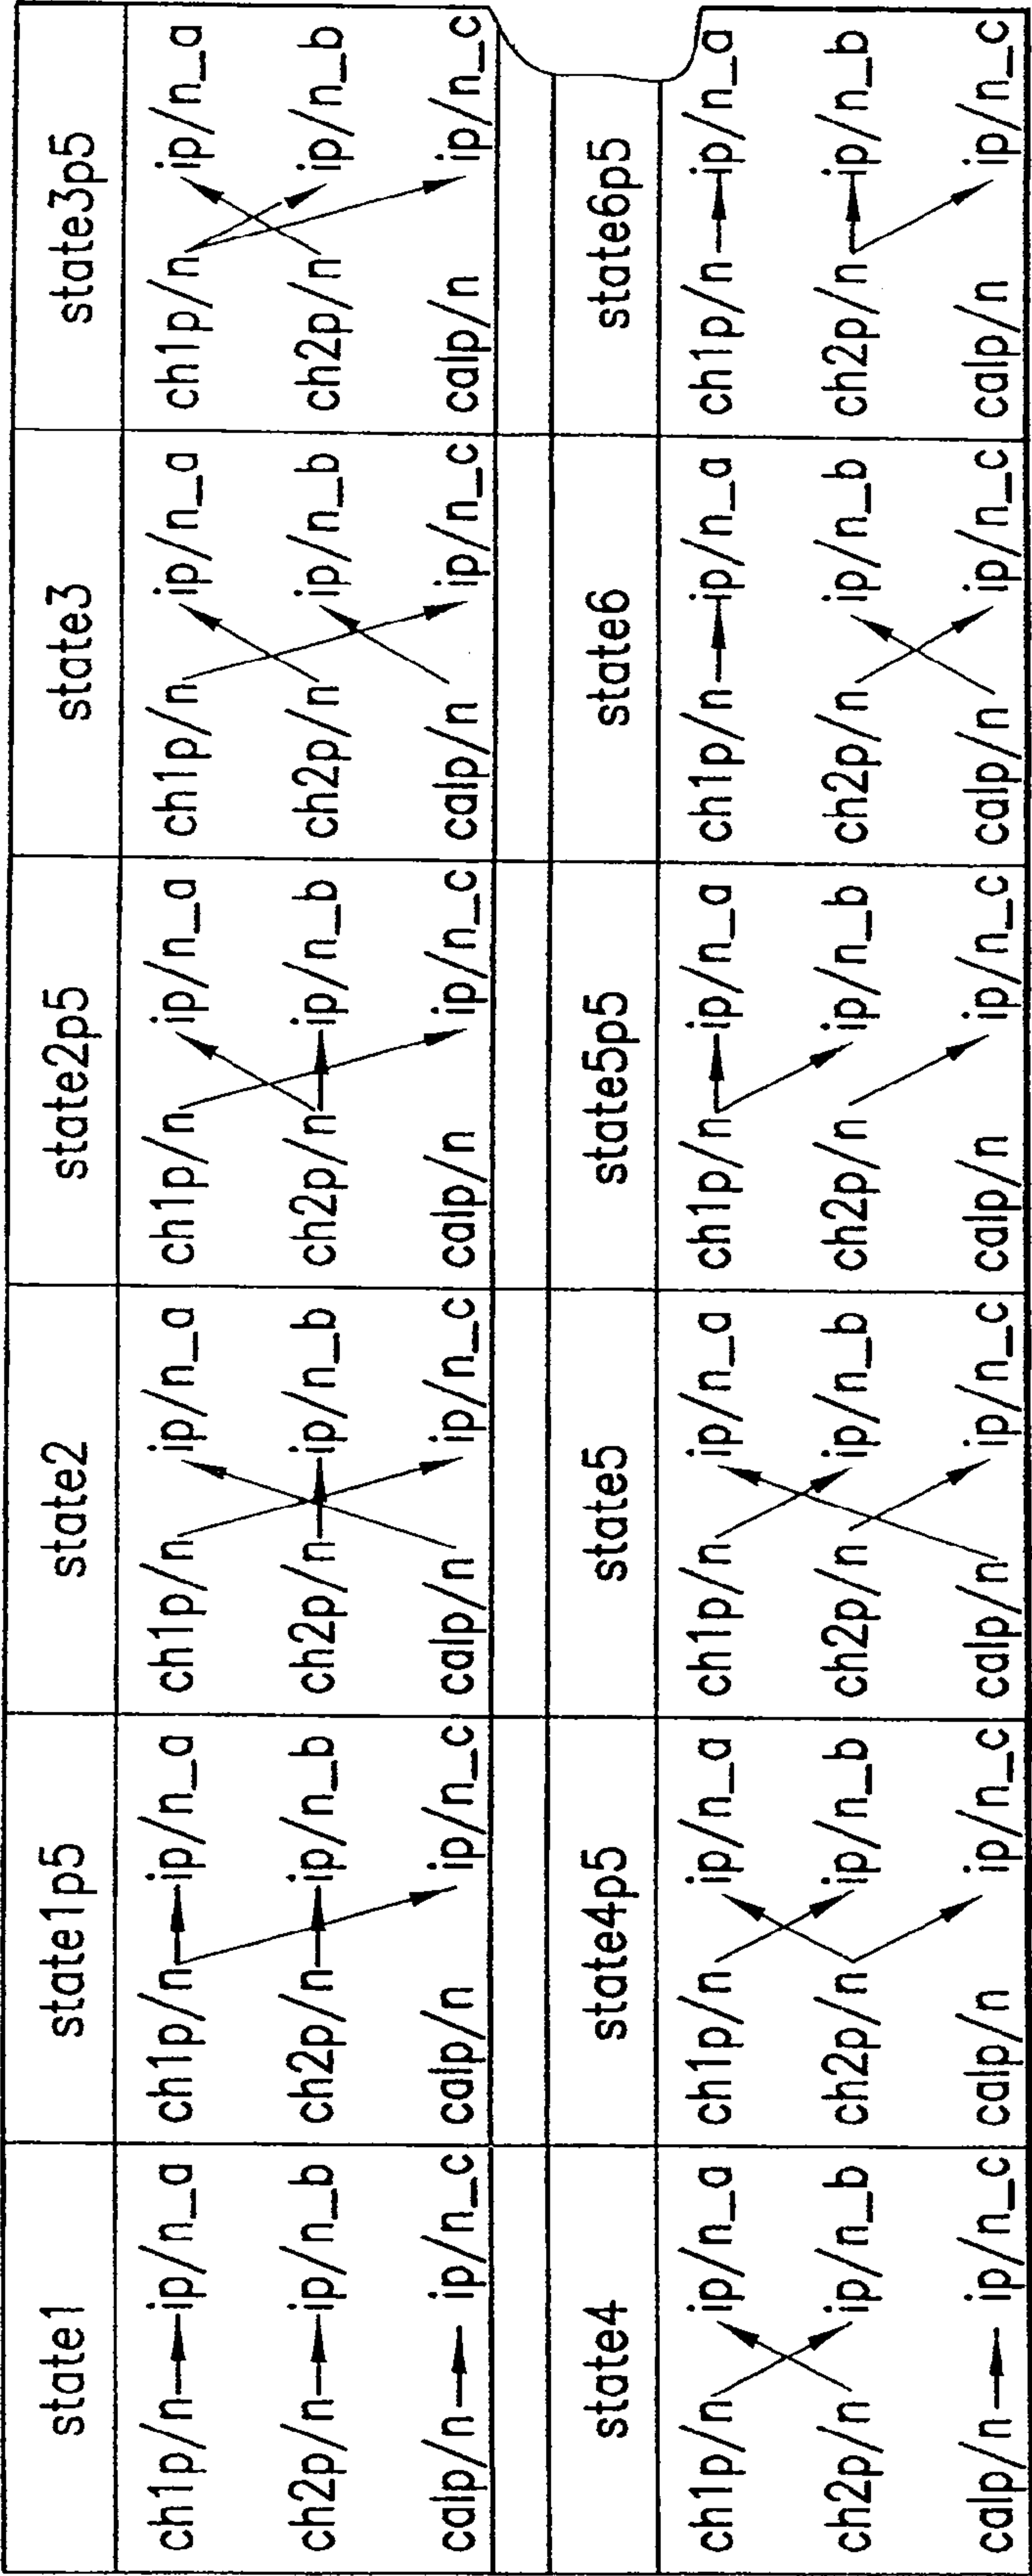 state1 state1p5 state2 state2p5 state3 state3p5
ch1p/n ip/n_a ch1p/n ip/n_a ch1p/n ip/n_a ch1p/n ip/n_a ch1p/n ip/n_a ch1p/n ip/n_a
ch2p/n ip/n_b ch2p/n ip/n_b ch2p/n ip/n_b ch2p/n ip/n_b ch2p/n ip/n_b ch2p/n ip/n_b
calp/n ip/n_c calp/n ip/n_c calp/n ip/n_c calp/n ip/n_c calp/n ip/n_c calp/n ip/n_c
state4 state4p5 state5 state5p5 state6 state6p5
ch1p/n ip/n_a ch1p/n ip/n_a ch1p/n ip/n_a ch1p/n ip/n_a ch1p/n ip/n_a ch1p/n ip/n_a
ch2p/n ip/n_b ch2p/n ip/n_b ch2p/n ip/n_b ch2p/n ip/n_b ch2p/n ip/n_b ch2p/n ip/n_b
calp/n ip/n_c calp/n ip/n_c calp/n ip/n_c calp/n ip/n_c calp/n ip/n_c calp/n ip/n_c